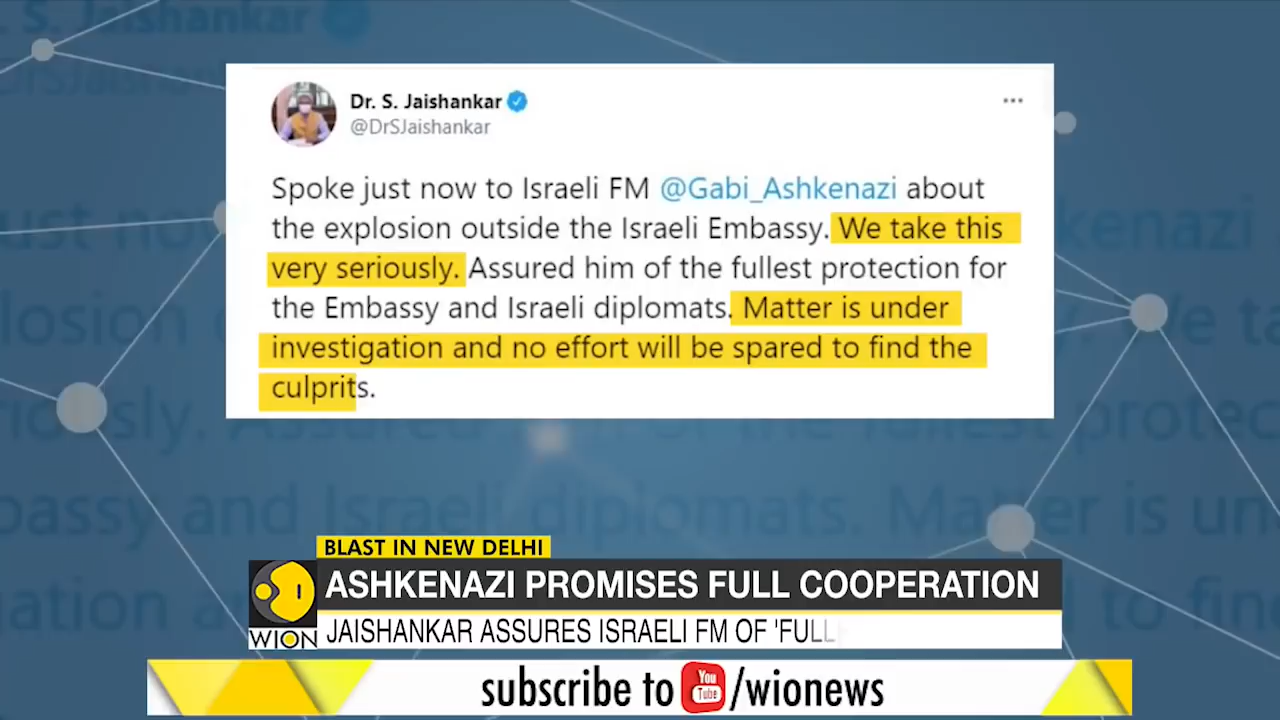 Dr. S. Jaishankar
@DrSJaishankar
Spoke just now to Israeli FM @Gabi_Ashkenazi about
the explosion outside the Israeli Embassy. We take this
very seriously. Assured him of the fullest protection for
the Embassy and Israeli diplomats. Matter is under
investigation and no effort will be spared to find the
culprits.
BLAST IN NEW DELHI
ASHKENAZI PROMISES FULL COOPERATION
WION
JAISHANKAR ASSURES ISRAELI FM OF 'FULL
subscribe to YouTube/wionews